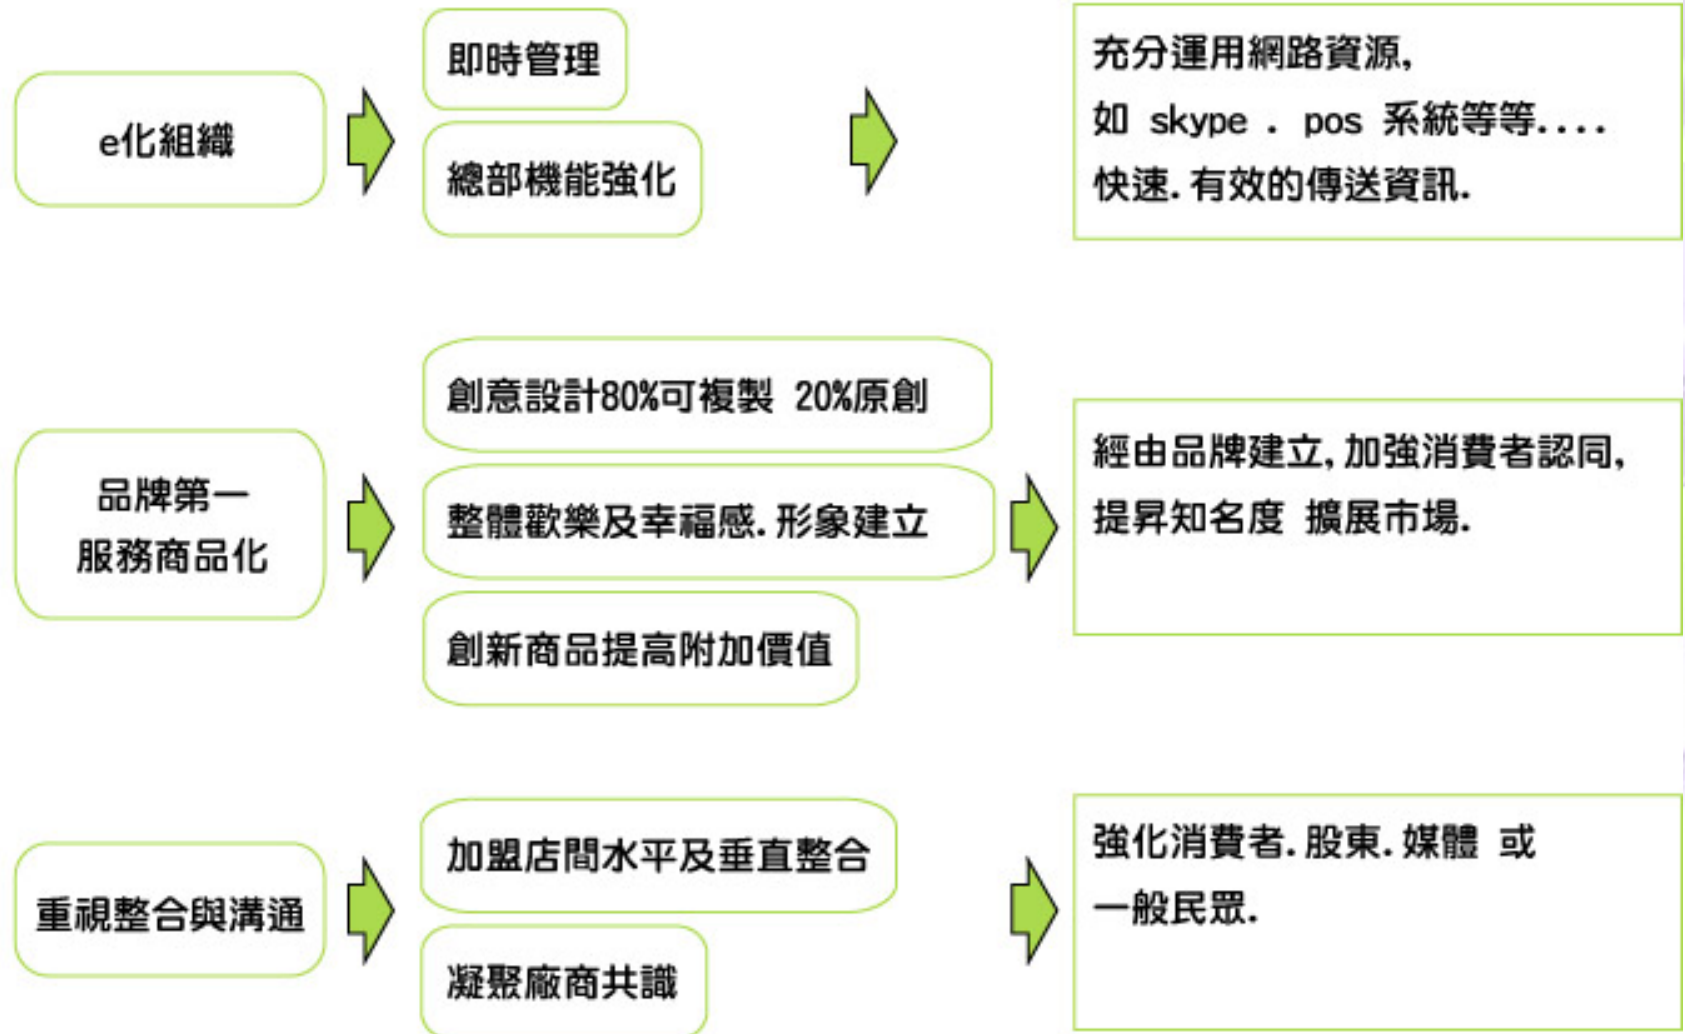 e化組織
即時管理
總部機能強化
充分運用網路資源,
如 skype . pos 系統等等....
快速.有效的傳送資訊.
品牌第一
服務商品化
創意設計80%可複製 20%原創
整體歡樂及幸福感.形象建立
創新商品提高附加價值
經由品牌建立,加強消費者認同,
提昇知名度 擴展市場.
重視整合與溝通
加盟店間水平及垂直整合
凝聚廠商共識
強化消費者.股東.媒體 或
一般民眾.